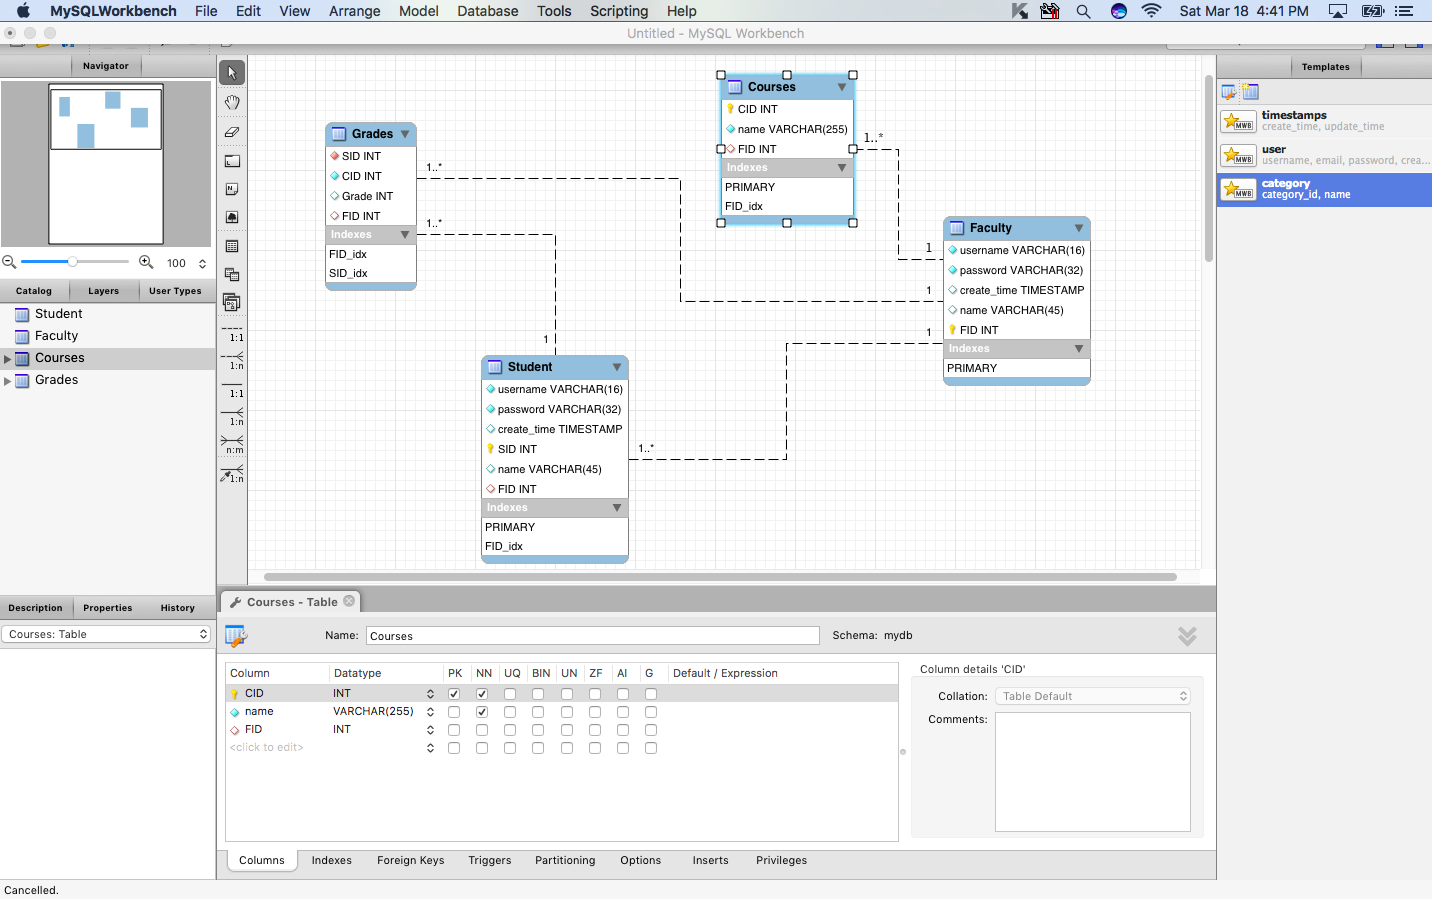 MySQLWorkbench File Edit View Arrange Model Database Tools Scripting Help Sat Mar 18 4:41 PM
Untitled - MySQL Workbench
Navigator
100
Catalog Layers User Types
Student
Faculty
Courses
Grades
Description Properties History
Courses: Table
Cancelled.
1:1
1:n
1:1
1:n
n:m
1:n
Grades
SID INT
CID INT
Grade INT
FID INT
Indexes
FID_idx
SID_idx
1..*
1..*
1
Courses
CID INT
name VARCHAR(255)
FID INT
Indexes
PRIMARY
FID_idx
1..*
1
1
1
Faculty
username VARCHAR(16)
password VARCHAR(32)
create_time TIMESTAMP
name VARCHAR(45)
FID INT
Indexes
PRIMARY
Student
username VARCHAR(16)
password VARCHAR(32)
create_time TIMESTAMP
SID INT
name VARCHAR(45)
FID INT
Indexes
PRIMARY
FID_idx
1..*
Templates
timestamps
create_time, update_time
user
username, email, password, crea...
category
category_id, name
MWB
MWB
MWB
Courses - Table
Name: Courses Schema: mydb
Column Datatype PK NN UQ BIN UN ZF AI G Default / Expression
CID INT
name VARCHAR(255)
FID INT
<click to edit>
Column details 'CID'
Collation: Table Default
Comments:
Columns Indexes Foreign Keys Triggers Partitioning Options Inserts Privileges